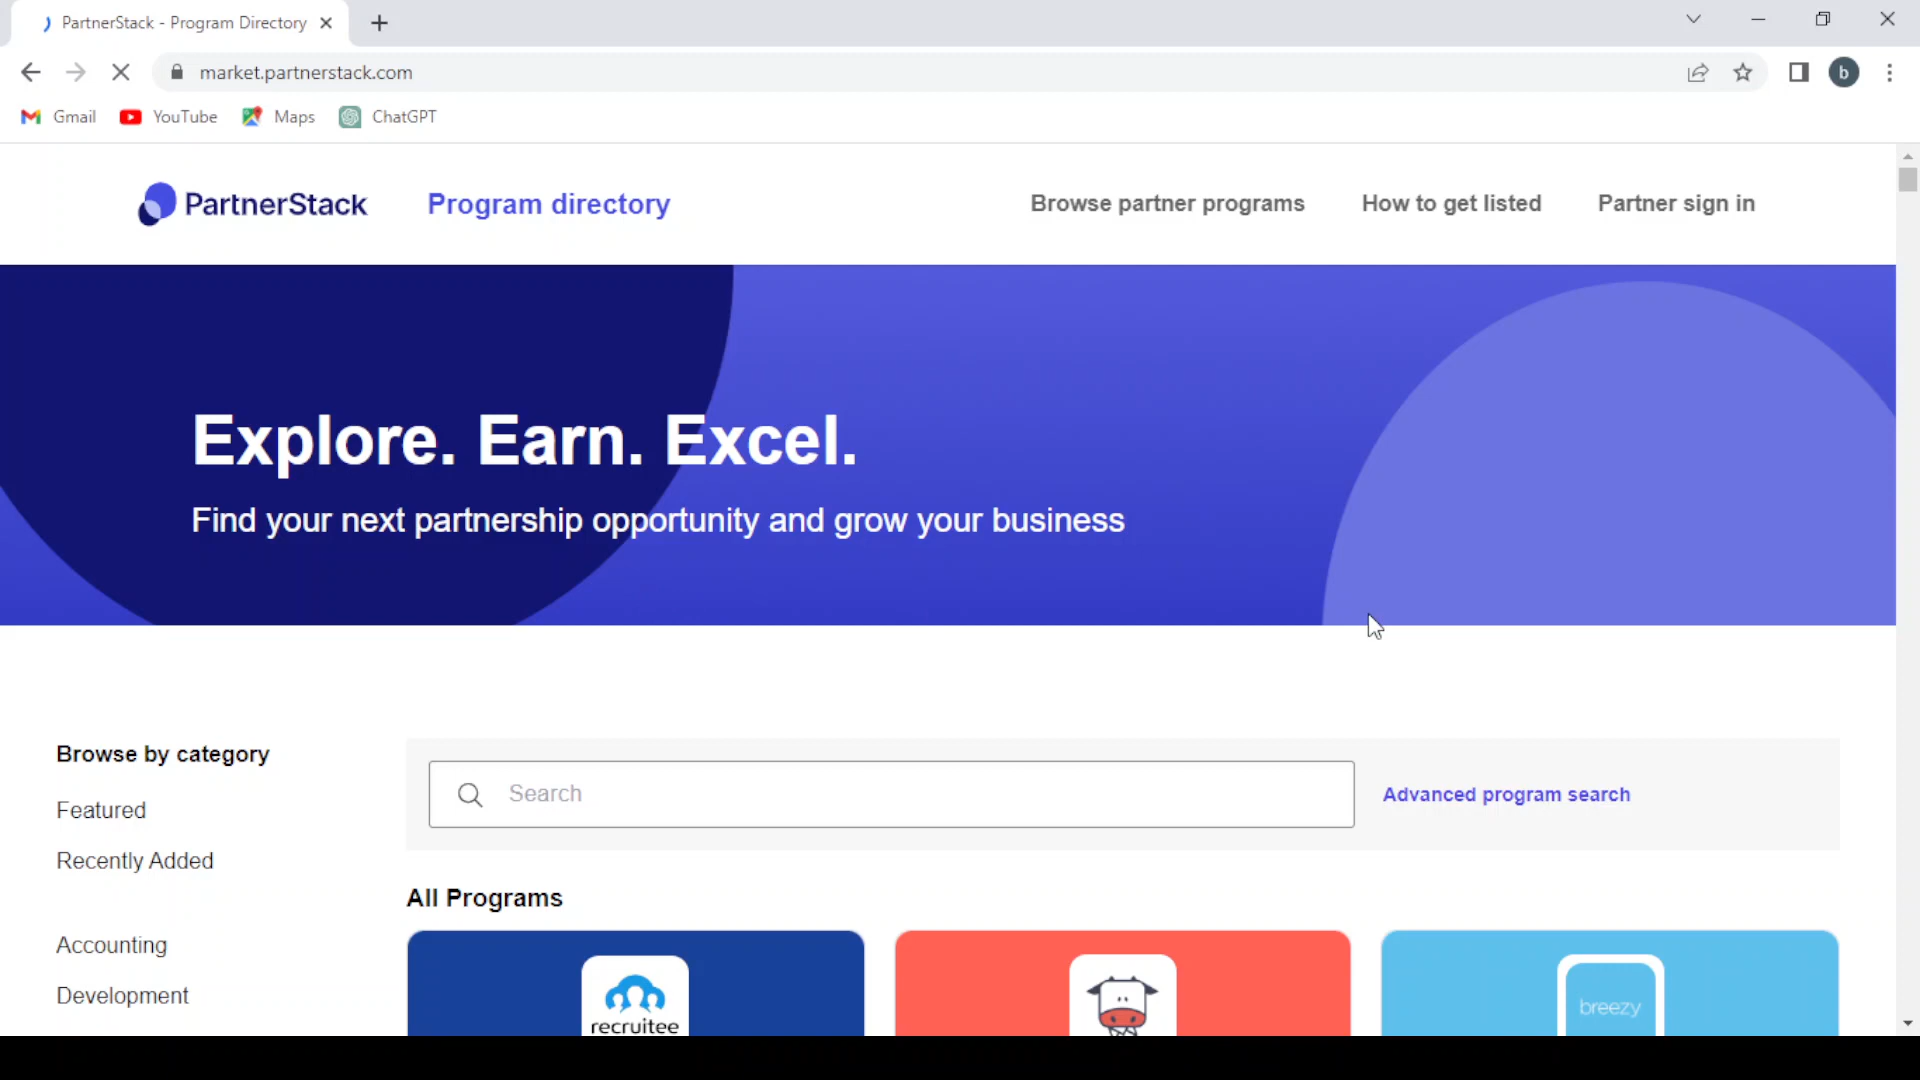 PartnerStack - Program Directory
market.partnerstack.com
b
Gmail YouTube Maps ChatGPT
PartnerStack Program directory Browse partner programs How to get listed Partner sign in
Explore. Earn. Excel.
Find your next partnership opportunity and grow your business
Browse by category
Featured
Recently Added
Accounting
Development
Search
Advanced program search
All Programs
recruitee
breezy